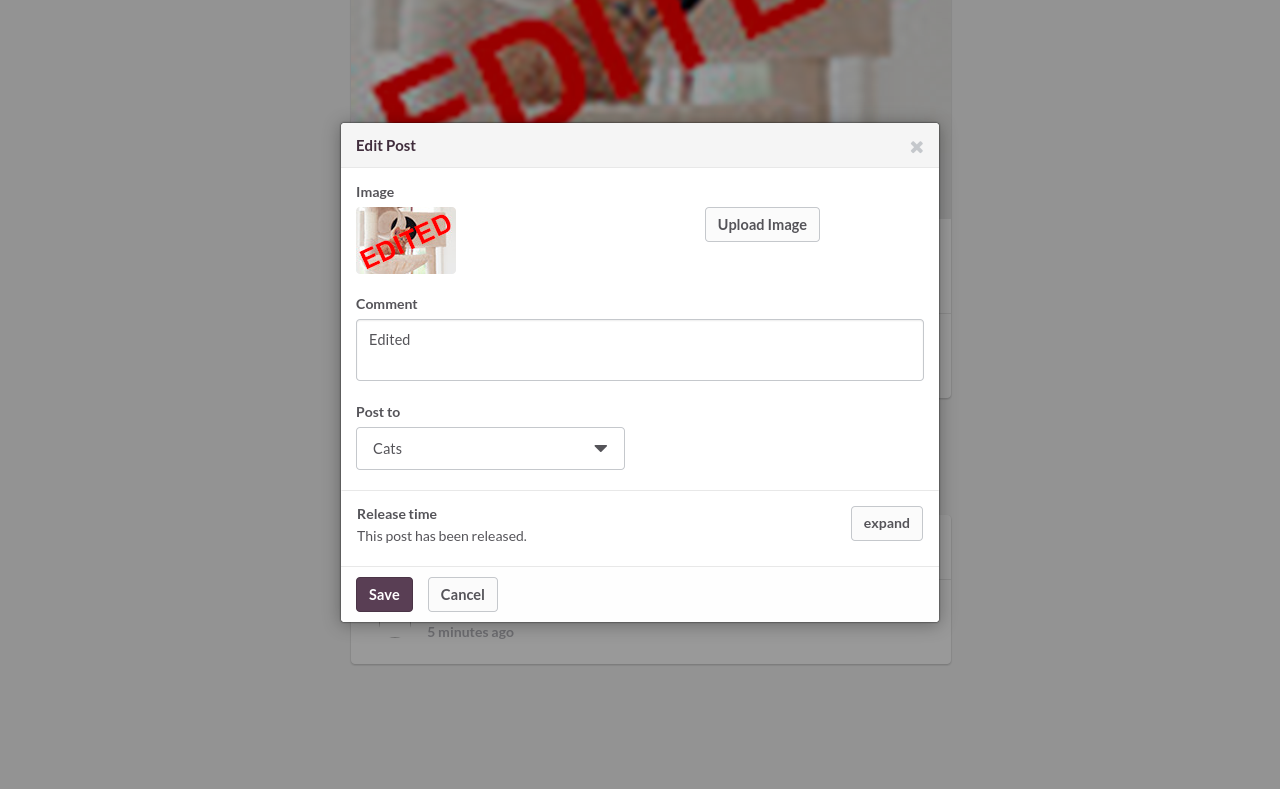 EDITED
Edit Post
Image
EDITED
Upload Image
Comment
Edited
Post to
Cats
Release time
This post has been released.
expand
Save
Cancel
5 minutes ago